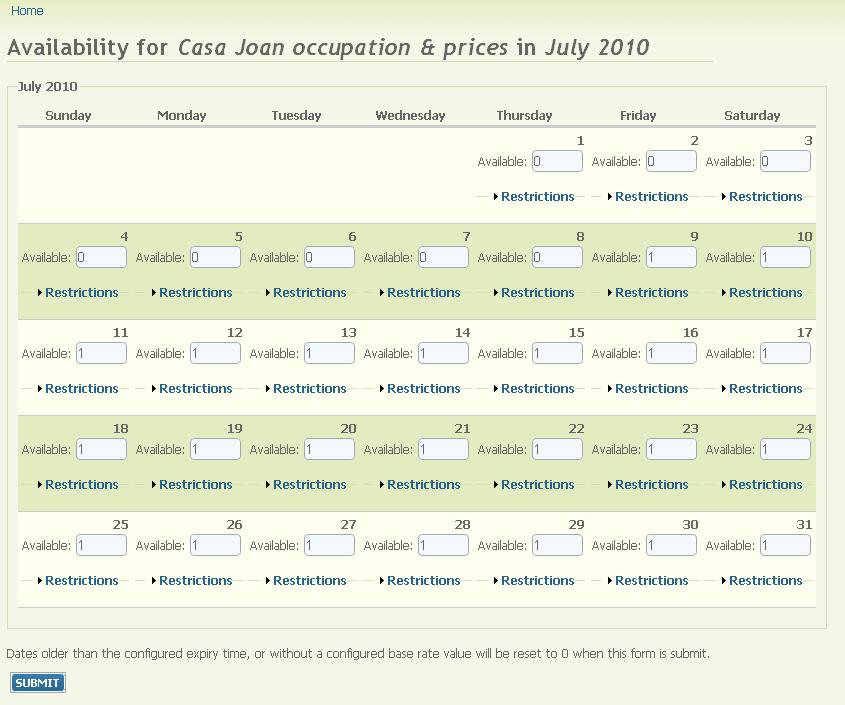 Home
Availability for Casa Joan occupation & prices in July 2010
July 2010
Sunday Monday Tuesday Wednesday Thursday Friday Saturday
1 2 3
Available: 0 Available: 0 Available: 0
Restrictions Restrictions Restrictions
4 5 6 7 8 9 10
Available: 0 Available: 0 Available: 0 Available: 0 Available: 0 Available: 1 Available: 1
Restrictions Restrictions Restrictions Restrictions Restrictions Restrictions Restrictions
11 12 13 14 15 16 17
Available: 1 Available: 1 Available: 1 Available: 1 Available: 1 Available: 1 Available: 1
Restrictions Restrictions Restrictions Restrictions Restrictions Restrictions Restrictions
18 19 20 21 22 23 24
Available: 1 Available: 1 Available: 1 Available: 1 Available: 1 Available: 1 Available: 1
Restrictions Restrictions Restrictions Restrictions Restrictions Restrictions Restrictions
25 26 27 28 29 30 31
Available: 1 Available: 1 Available: 1 Available: 1 Available: 1 Available: 1 Available: 1
Restrictions Restrictions Restrictions Restrictions Restrictions Restrictions Restrictions
Dates older than the configured expiry time, or without a configured base rate value will be reset to 0 when this form is submit.
SUBMIT